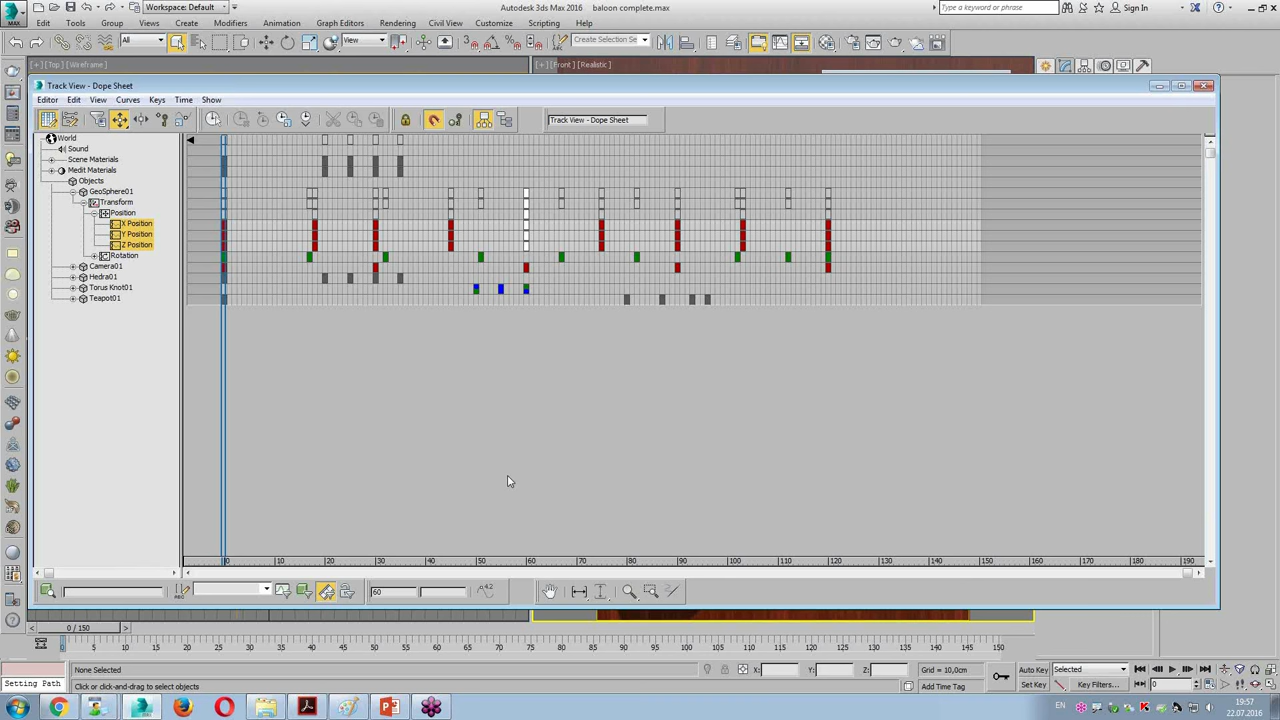 Autodesk 3ds Max 2016 baloon complete.max
Workspace: Default
Type a keyword or phrase
Sign In
MAX
Edit Tools Group Views Create Modifiers Animation Graph Editors Rendering Civil View Customize Scripting Help
All
View
Create Selection Se
[+] [Top] [Wireframe]
[+] [Front] [Realistic]
Track View - Dope Sheet
Editor Edit View Curves Keys Time Show
Track View - Dope Sheet
World
Sound
Scene Materials
Medit Materials
Objects
GeoSphere01
Transform
Position
X Position
Y Position
Z Position
Rotation
Camera01
Hedra01
Torus Knot01
Teapot01
0 10 20 30 40 50 60 70 80 90 100 110 120 130 140 150 160 170 180 190
60
0 / 150
0 5 10 15 20 25 30 35 40 45 50 55 60 65 70 75 80 85 90 95 100 105 110 115 120 125 130 135 140 145 150
None Selected
X: Y: Z:
Grid = 10,0cm
Auto Key
Selected
Setting Path
Click or click-and-drag to select objects
Add Time Tag
Set Key
Key Filters...
0
EN
19:57
22.07.2016